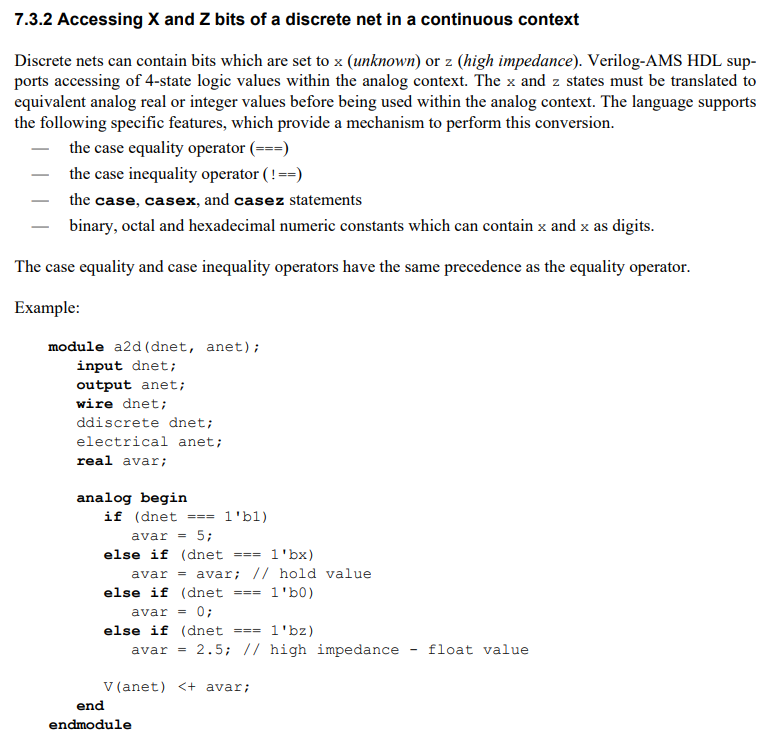 7.3.2 Accessing X and Z bits of a discrete net in a continuous context
Discrete nets can contain bits which are set to x (unknown) or z (high impedance). Verilog-AMS HDL sup-
ports accessing of 4-state logic values within the analog context. The x and z states must be translated to
equivalent analog real or integer values before being used within the analog context. The language supports
the following specific features, which provide a mechanism to perform this conversion.
— the case equality operator (===)
— the case inequality operator (!==)
— the case, casex, and casez statements
— binary, octal and hexadecimal numeric constants which can contain x and x as digits.
The case equality and case inequality operators have the same precedence as the equality operator.
Example:
module a2d(dnet, anet);
input dnet;
output anet;
wire dnet;
ddiscrete dnet;
electrical anet;
real avar;
analog begin
if (dnet === 1'b1)
avar = 5;
else if (dnet === 1'bx)
avar = avar; // hold value
else if (dnet === 1'b0)
avar = 0;
else if (dnet === 1'bz)
avar = 2.5; // high impedance - float value
V(anet) <+ avar;
end
endmodule